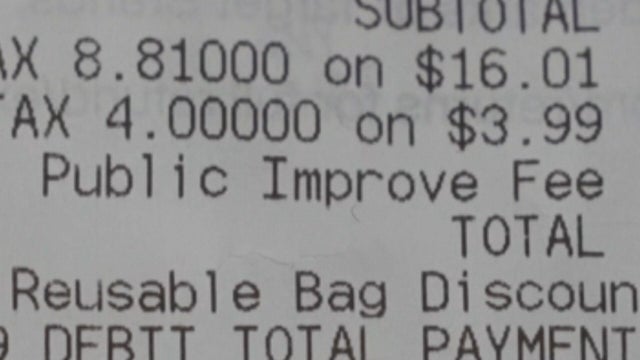 SUBTOTAL
AX 8.81000 on $16.01
TAX 4.00000 on $3.99
Public Improve Fee
TOTAL
Reusable Bag Discoun
9 DEBIT TOTAL PAYMENT